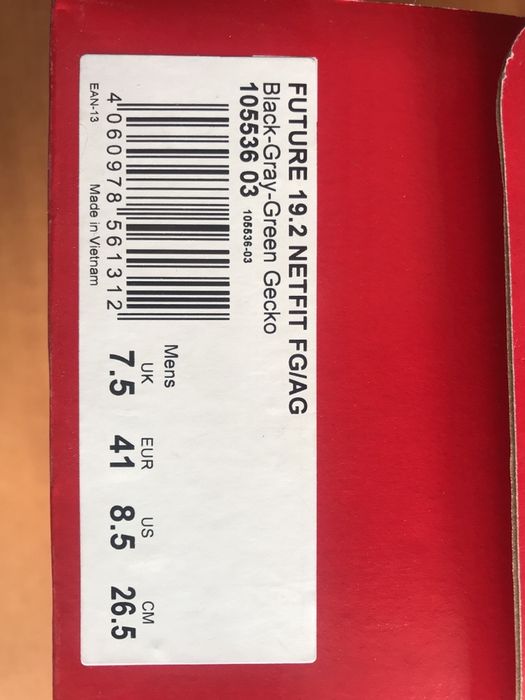 FUTURE 19.2 NETFIT FG/AG
Black-Gray-Green Gecko
105536 03 105536-03
4 060978 561312
EAN-13 Made in Vietnam
Mens
UK EUR US CM
7.5 41 8.5 26.5